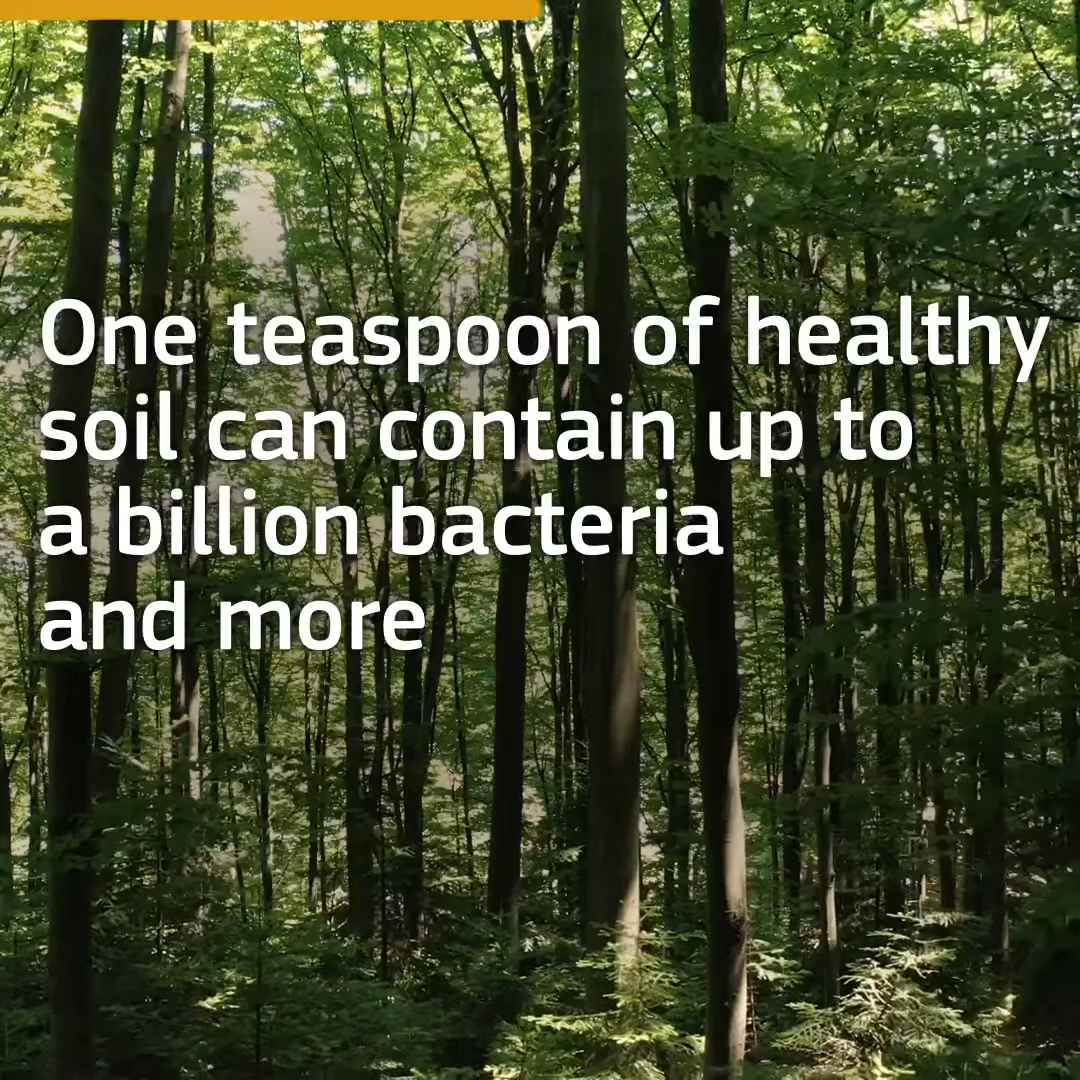 One teaspoon of healthy
soil can contain up to
a billion bacteria
and more